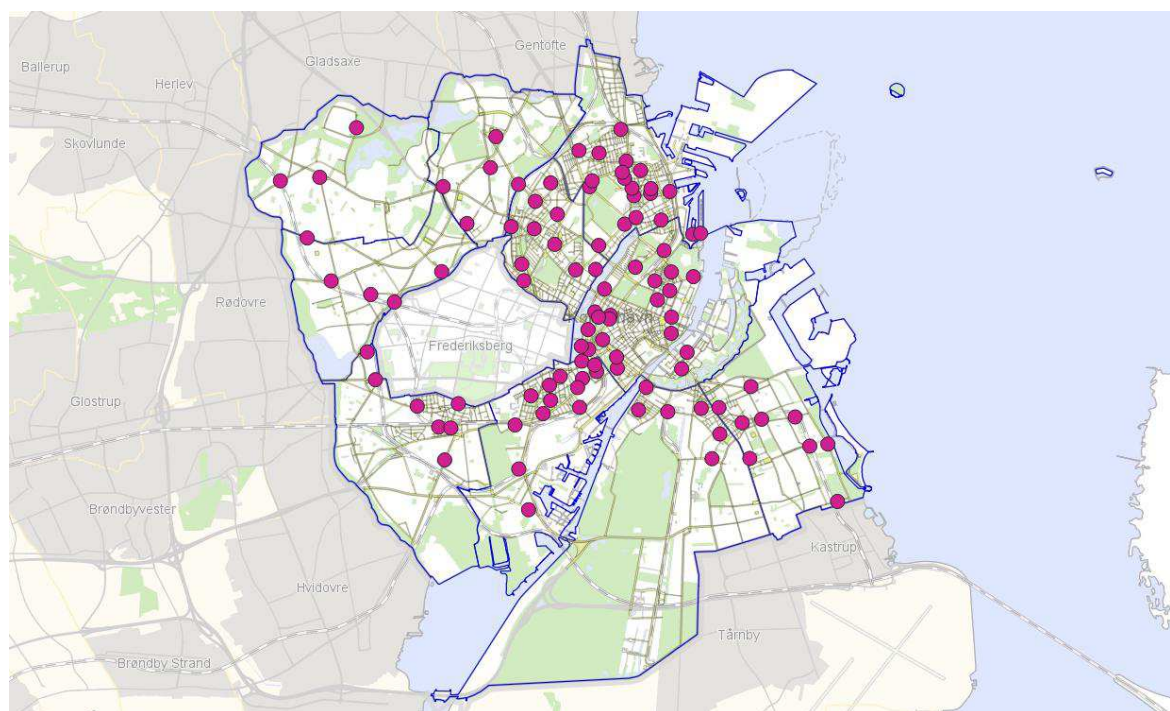 Gentofte
Gladsaxe
Ballerup
Herlev
Skovlunde
Rødovre
Frederiksberg
Glostrup
Brøndbyvester
Kastrup
Hvidovre
Tårnby
Brøndby Strand